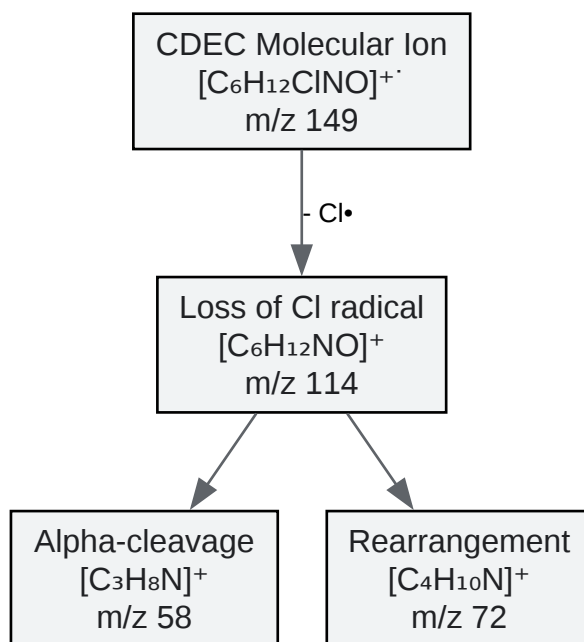 CDEC Molecular Ion
[C₆H₁₂ClNO]⁺˙
m/z 149
- Cl•
Loss of Cl radical
[C₆H₁₂NO]⁺
m/z 114
Alpha-cleavage
[C₃H₈N]⁺
m/z 58
Rearrangement
[C₄H₁₀N]⁺
m/z 72